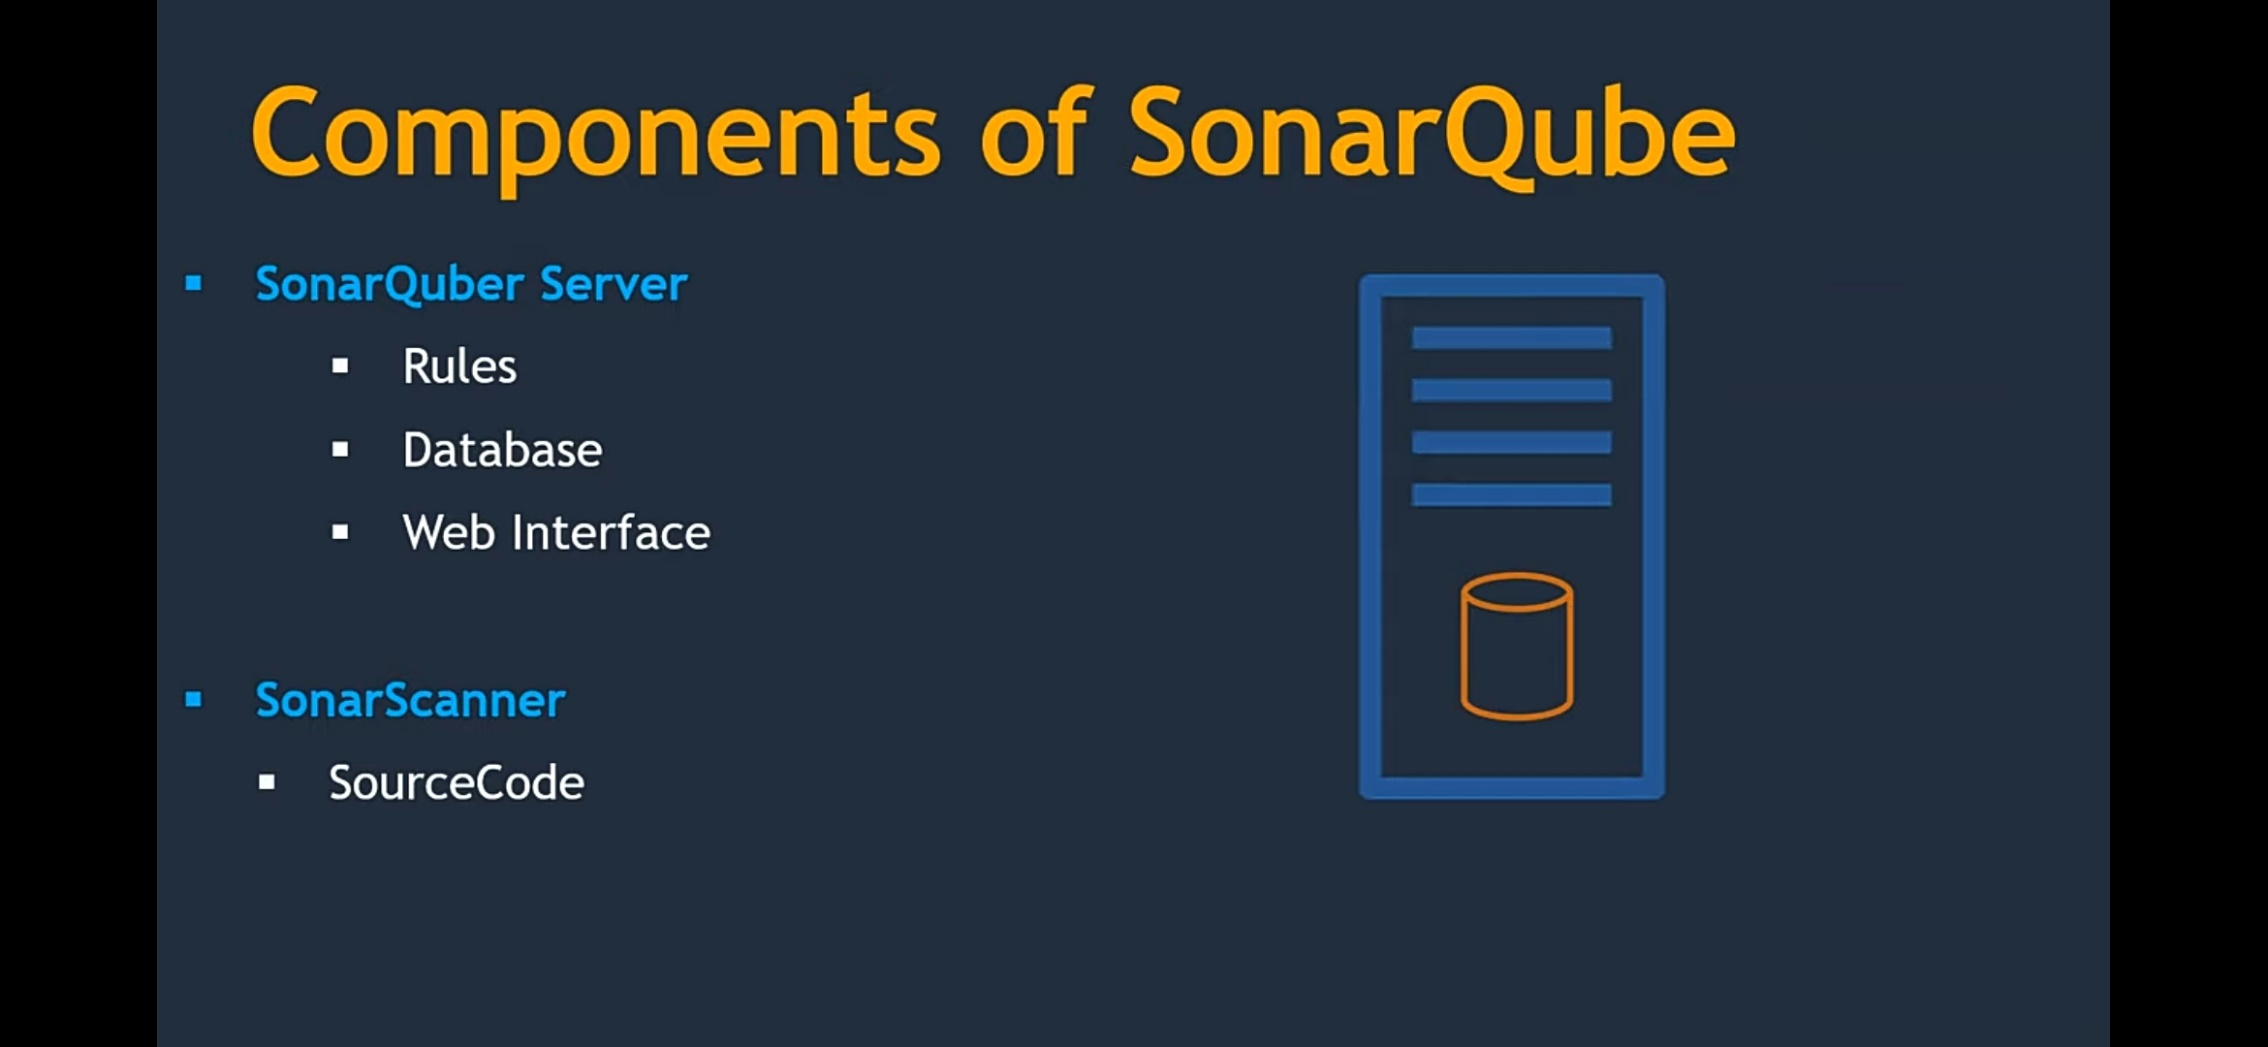 Components of SonarQube
SonarQuber Server
Rules
Database
Web Interface
SonarScanner
SourceCode